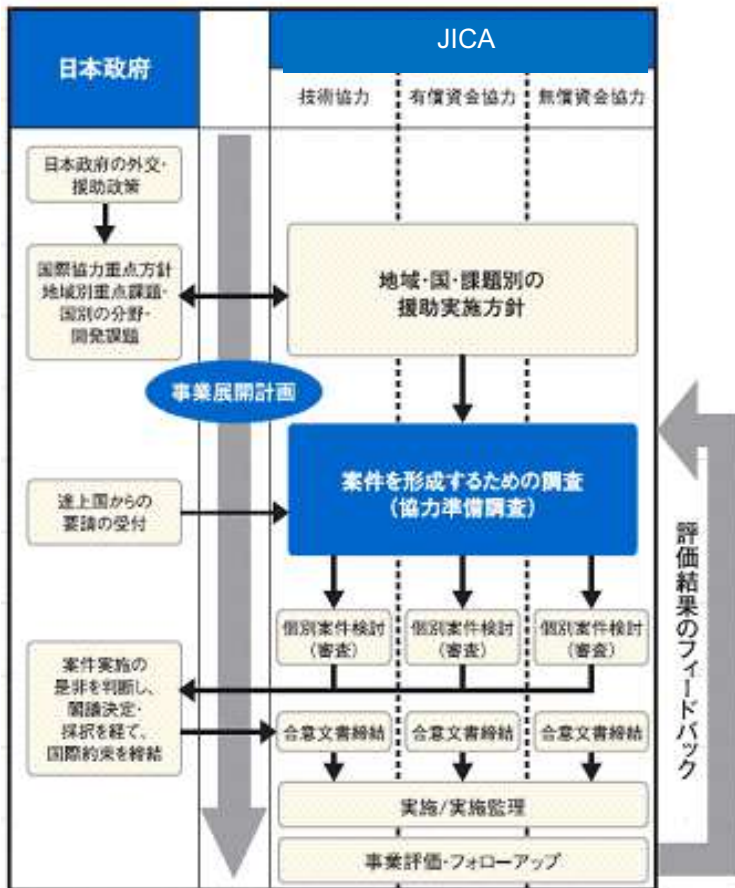 日本政府
JICA
技術協力
有償資金協力
無償資金協力
日本政府の外交・
援助政策
国際協力重点方針
地域別重点課題・
国別の分野・
開発課題
地域・国・課題別の
援助実施方針
事業展開計画
案件を形成するための調査
(協力準備調査)
途上国からの
要請の受付
個別案件検討
(審査)
個別案件検討
(審査)
個別案件検討
(審査)
案件実施の
是非を判断し、
閣議決定・
採択を経て、
国際約束を締結
合意文書締結
合意文書締結
合意文書締結
実施/実施監理
事業評価・フォローアップ
評価結果のフィードバック